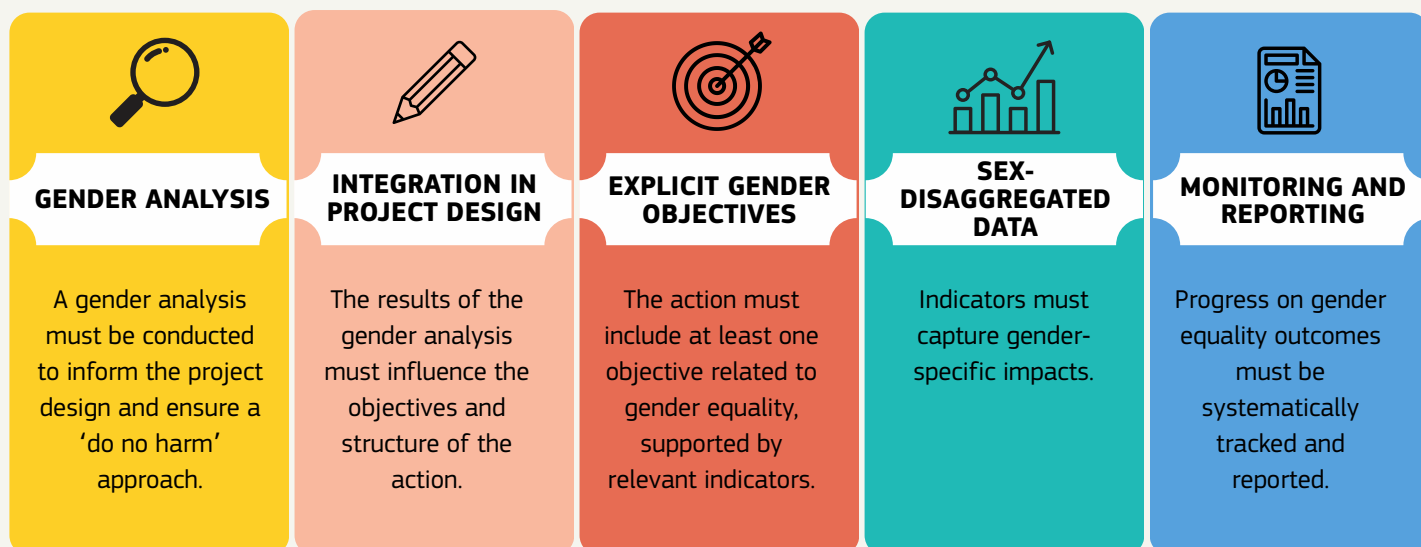 GENDER ANALYSIS
A gender analysis
must be conducted
to inform the project
design and ensure a
‘do no harm’
approach.
INTEGRATION IN
PROJECT DESIGN
The results of the
gender analysis
must influence the
objectives and
structure of the
action.
EXPLICIT GENDER
OBJECTIVES
The action must
include at least one
objective related to
gender equality,
supported by
relevant indicators.
SEX-
DISAGGREGATED
DATA
Indicators must
capture gender-
specific impacts.
MONITORING AND
REPORTING
Progress on gender
equality outcomes
must be
systematically
tracked and
reported.